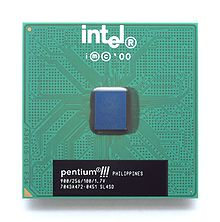 intel®
i m © '00
pentium®III PHILIPPINES
900/256/100/1.7V
7043A472-0451 SL4SD